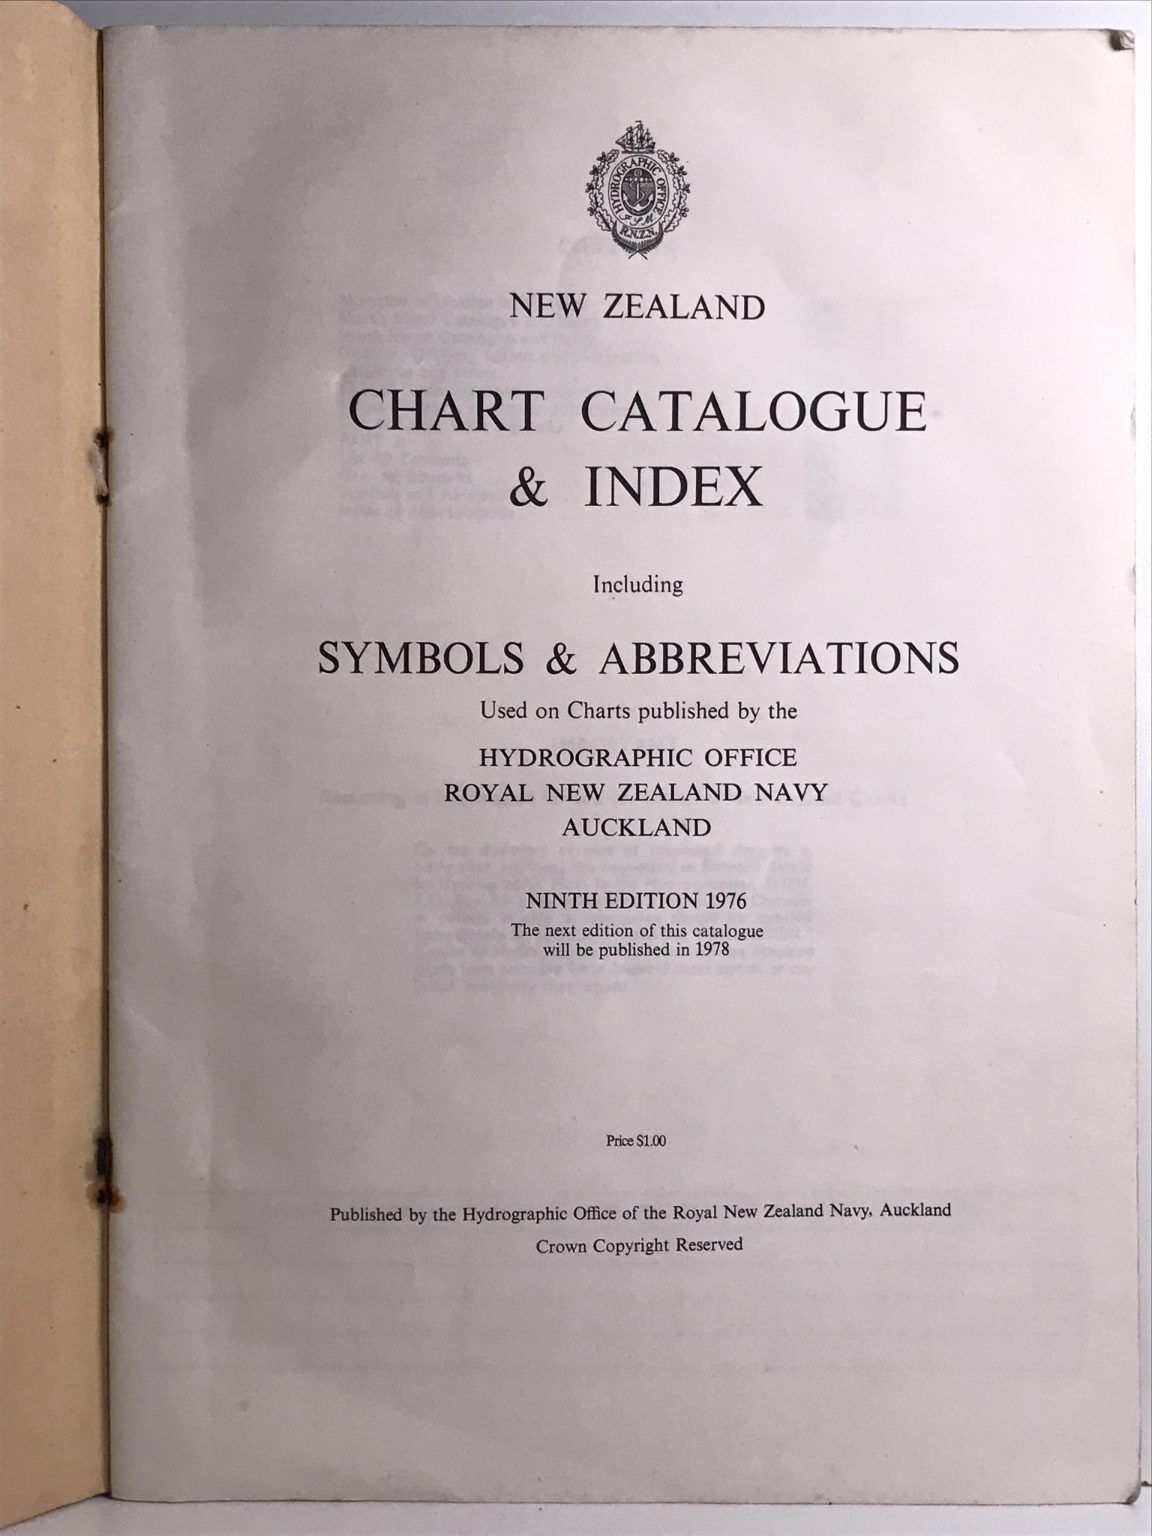 HYDROGRAPHIC OFFICE
R.N.Z.N.
NEW ZEALAND
CHART CATALOGUE
& INDEX
Including
SYMBOLS & ABBREVIATIONS
Used on Charts published by the
HYDROGRAPHIC OFFICE
ROYAL NEW ZEALAND NAVY
AUCKLAND
NINTH EDITION 1976
The next edition of this catalogue
will be published in 1978
Price $1.00
Published by the Hydrographic Office of the Royal New Zealand Navy, Auckland
Crown Copyright Reserved